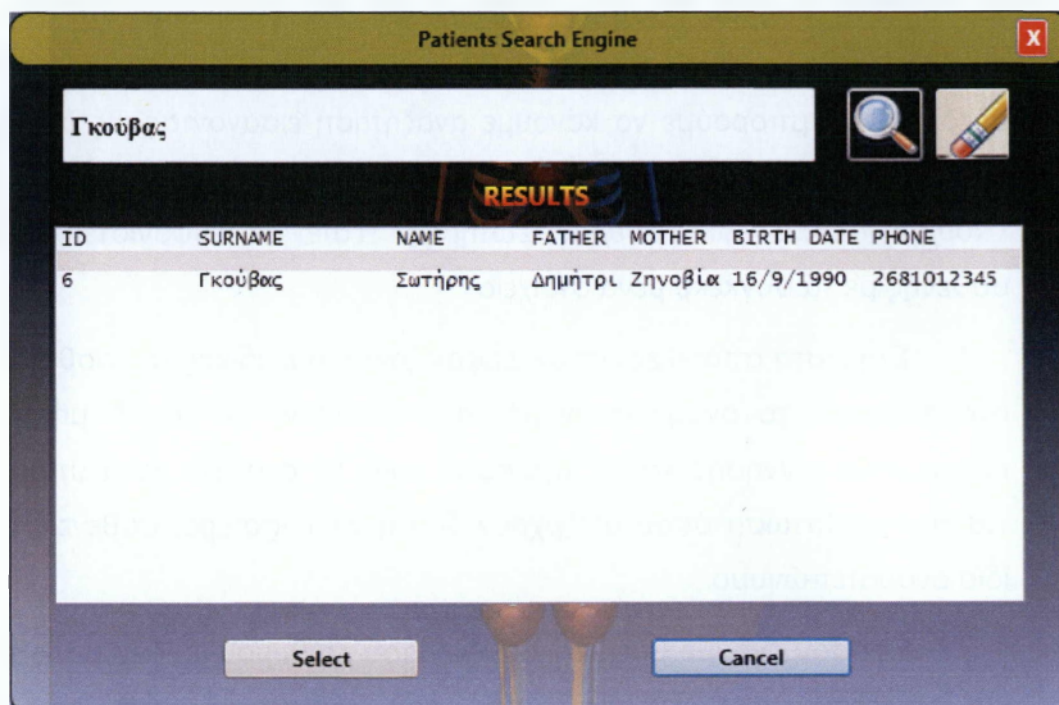 Patients Search Engine
X
Γκούβας
RESULTS
ID SURNAME NAME FATHER MOTHER BIRTH DATE PHONE
6 Γκούβας Σωτήρης Δημήτρι Ζηνοβία 16/9/1990 2681012345
Select Cancel